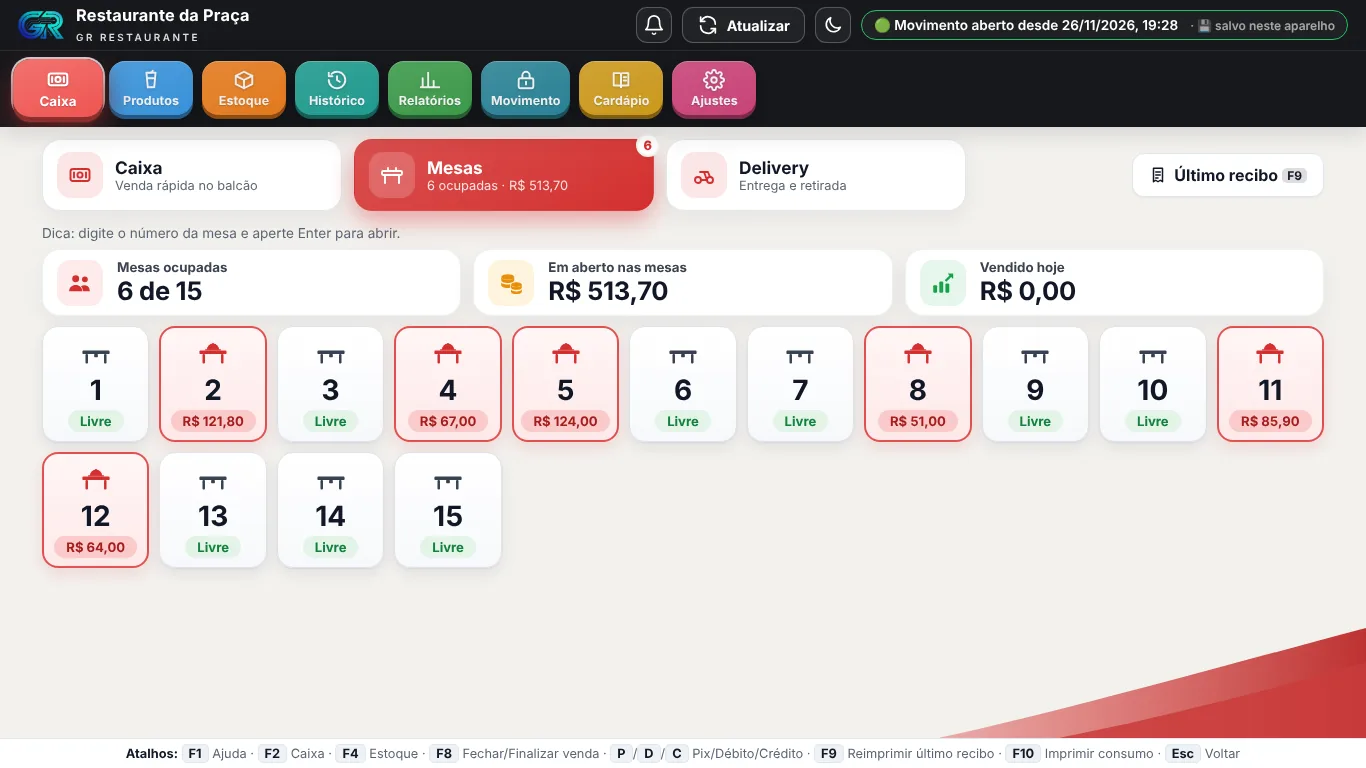 GR
Restaurante da Praça
GR RESTAURANTE
Atualizar
Movimento aberto desde 26/11/2026, 19:28 · salvo neste aparelho
Caixa
Produtos
Estoque
Histórico
Relatórios
Movimento
Cardápio
Ajustes
Caixa
Venda rápida no balcão
6
Mesas
6 ocupadas · R$ 513,70
Delivery
Entrega e retirada
Último recibo F9
Dica: digite o número da mesa e aperte Enter para abrir.
Mesas ocupadas
6 de 15
Em aberto nas mesas
R$ 513,70
Vendido hoje
R$ 0,00
1
Livre
2
R$ 121,80
3
Livre
4
R$ 67,00
5
R$ 124,00
6
Livre
7
Livre
8
R$ 51,00
9
Livre
10
Livre
11
R$ 85,90
12
R$ 64,00
13
Livre
14
Livre
15
Livre
Atalhos: F1 Ajuda · F2 Caixa · F4 Estoque · F8 Fechar/Finalizar venda · P / D / C Pix/Débito/Crédito · F9 Reimprimir último recibo · F10 Imprimir consumo · Esc Voltar